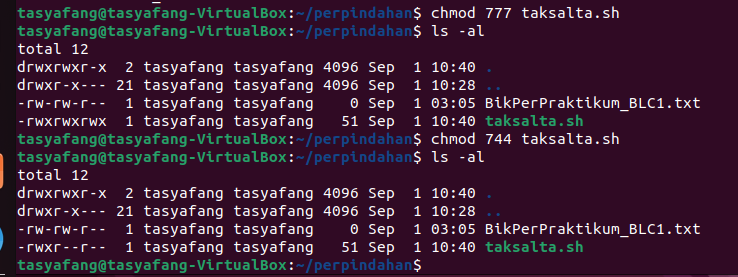 tasyafang@tasyafang-VirtualBox:~/perpindahan$ chmod 777 taksalta.sh
tasyafang@tasyafang-VirtualBox:~/perpindahan$ ls -al
total 12
drwxrwxr-x  2 tasyafang tasyafang 4096 Sep  1 10:40 .
drwxr-x--- 21 tasyafang tasyafang 4096 Sep  1 10:28 ..
-rw-rw-r--  1 tasyafang tasyafang    0 Sep  1 03:05 BikPerPraktikum_BLC1.txt
-rwxrwxrwx  1 tasyafang tasyafang   51 Sep  1 10:40 taksalta.sh
tasyafang@tasyafang-VirtualBox:~/perpindahan$ chmod 744 taksalta.sh
tasyafang@tasyafang-VirtualBox:~/perpindahan$ ls -al
total 12
drwxrwxr-x  2 tasyafang tasyafang 4096 Sep  1 10:40 .
drwxr-x--- 21 tasyafang tasyafang 4096 Sep  1 10:28 ..
-rw-rw-r--  1 tasyafang tasyafang    0 Sep  1 03:05 BikPerPraktikum_BLC1.txt
-rwxr--r--  1 tasyafang tasyafang   51 Sep  1 10:40 taksalta.sh
tasyafang@tasyafang-VirtualBox:~/perpindahan$